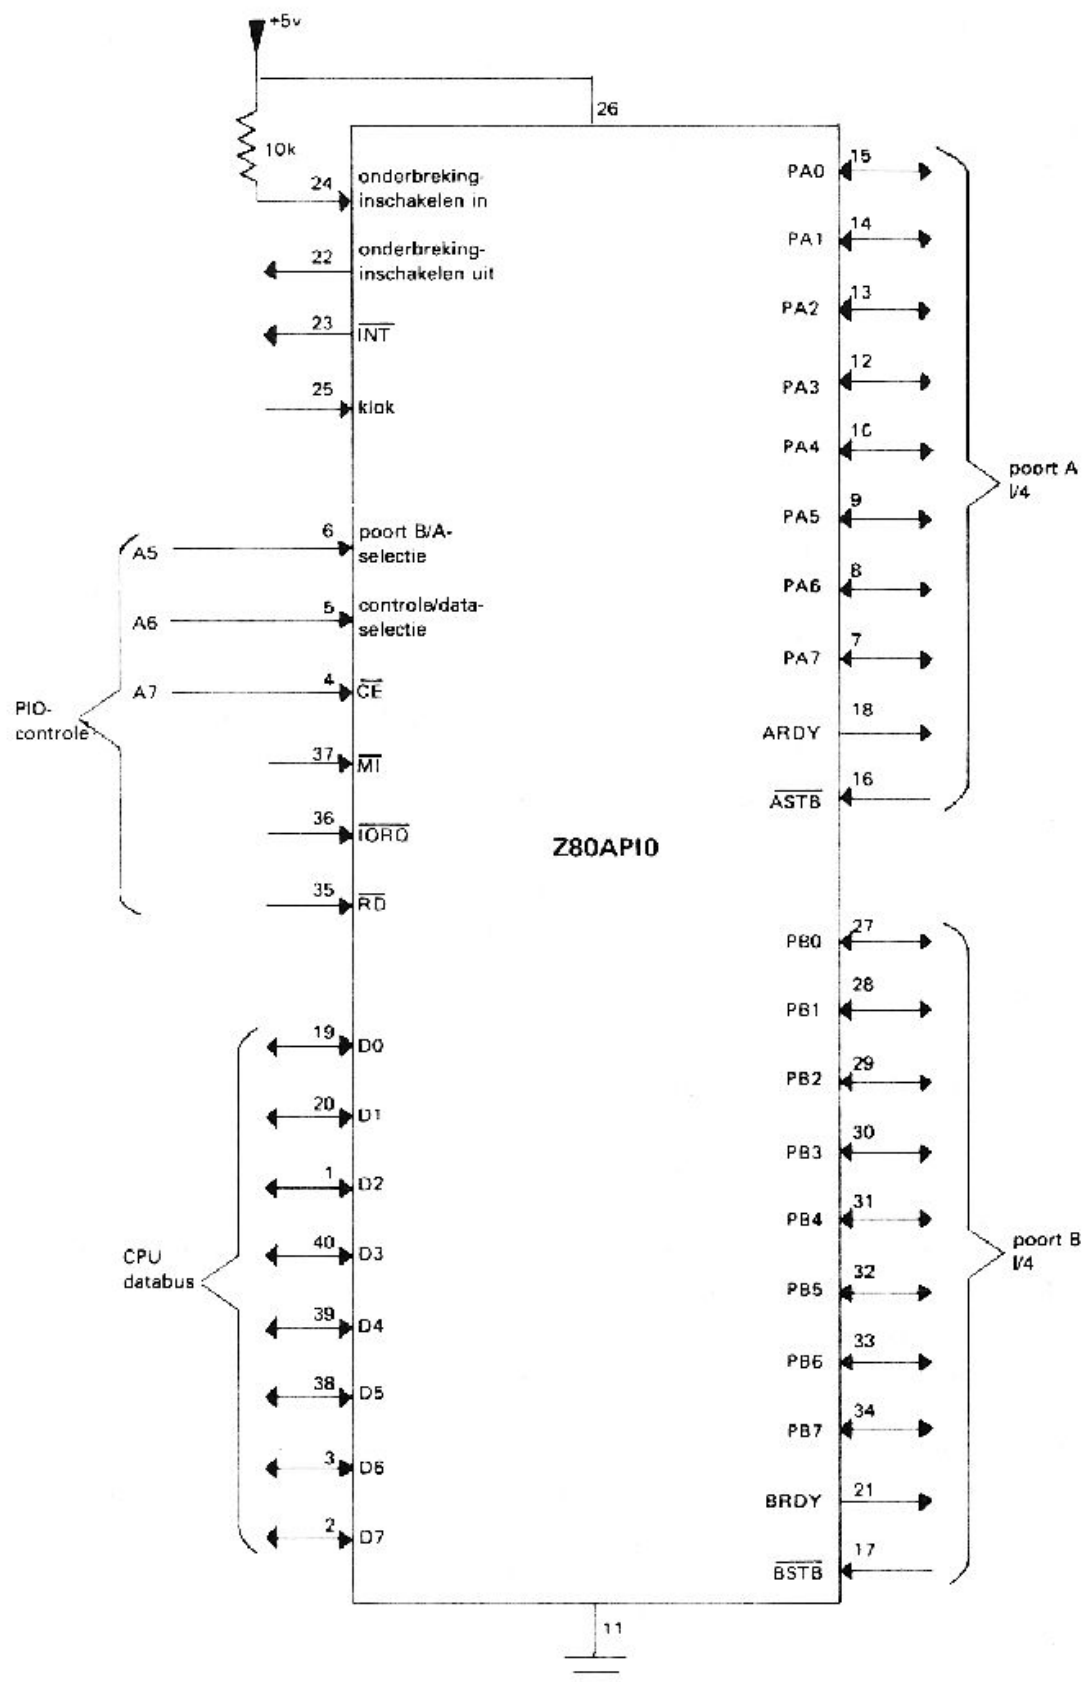 +5v
26
10k
24
onderbreking-
inschakelen in
22
onderbreking-
inschakelen uit
23
INT
25
klok
6
poort B/A-
selectie
A5
5
controle/data-
selectie
A6
4
CE
A7
PIO-
controle
37
MI
36
IORQ
35
RD
Z80API0
19 D0
20 D1
1 D2
40 D3
39 D4
38 D5
3 D6
2 D7
CPU
databus
PA0 15
PA1 14
PA2 13
PA3 12
PA4 10
PA5 9
PA6 8
PA7 7
ARDY 18
ASTB 16
poort A
I/4
PB0 27
PB1 28
PB2 29
PB3 30
PB4 31
PB5 32
PB6 33
PB7 34
BRDY 21
BSTB 17
poort B
I/4
11